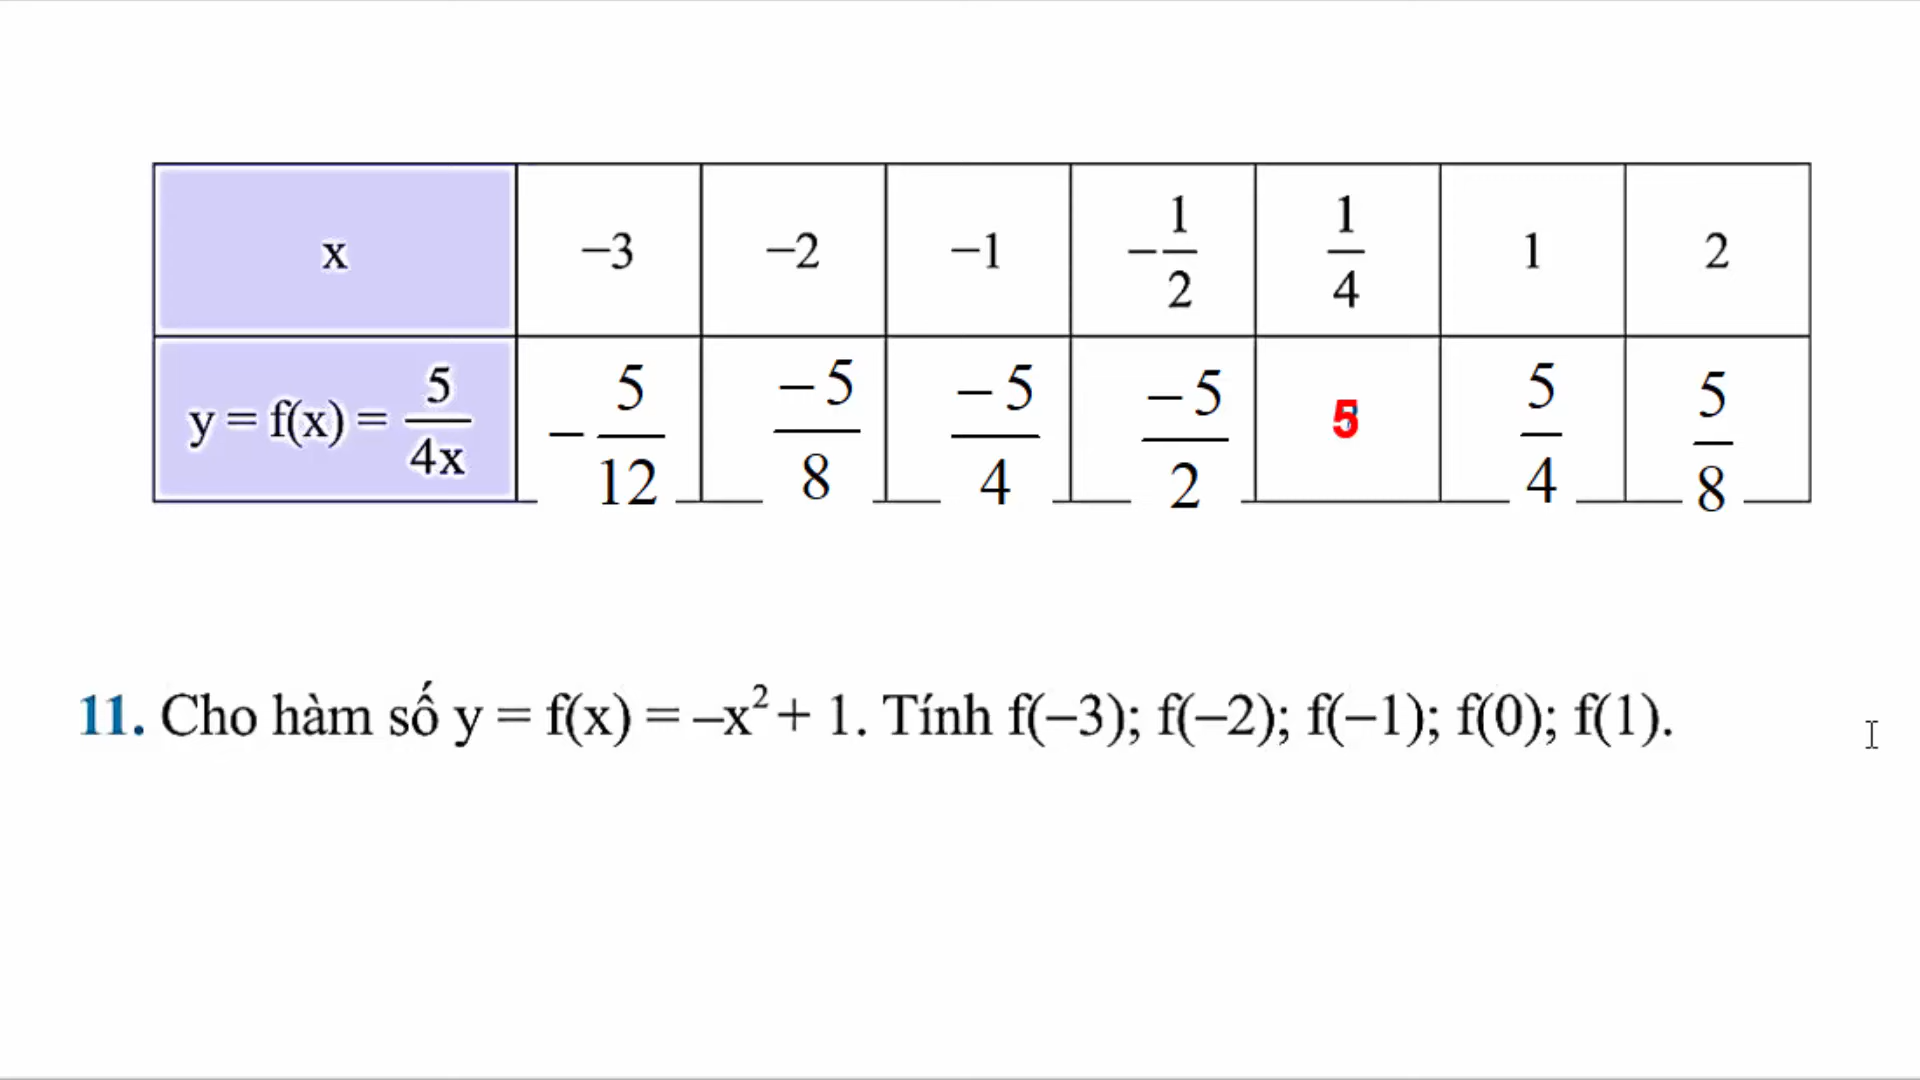 x −3 −2 −1 −1/2 1/4 1 2
y = f(x) = 5/4x −5/12 −5/8 −5/4 −5/2 5 5/4 5/8
11. Cho hàm số y = f(x) = –x² + 1. Tính f(−3); f(−2); f(−1); f(0); f(1).